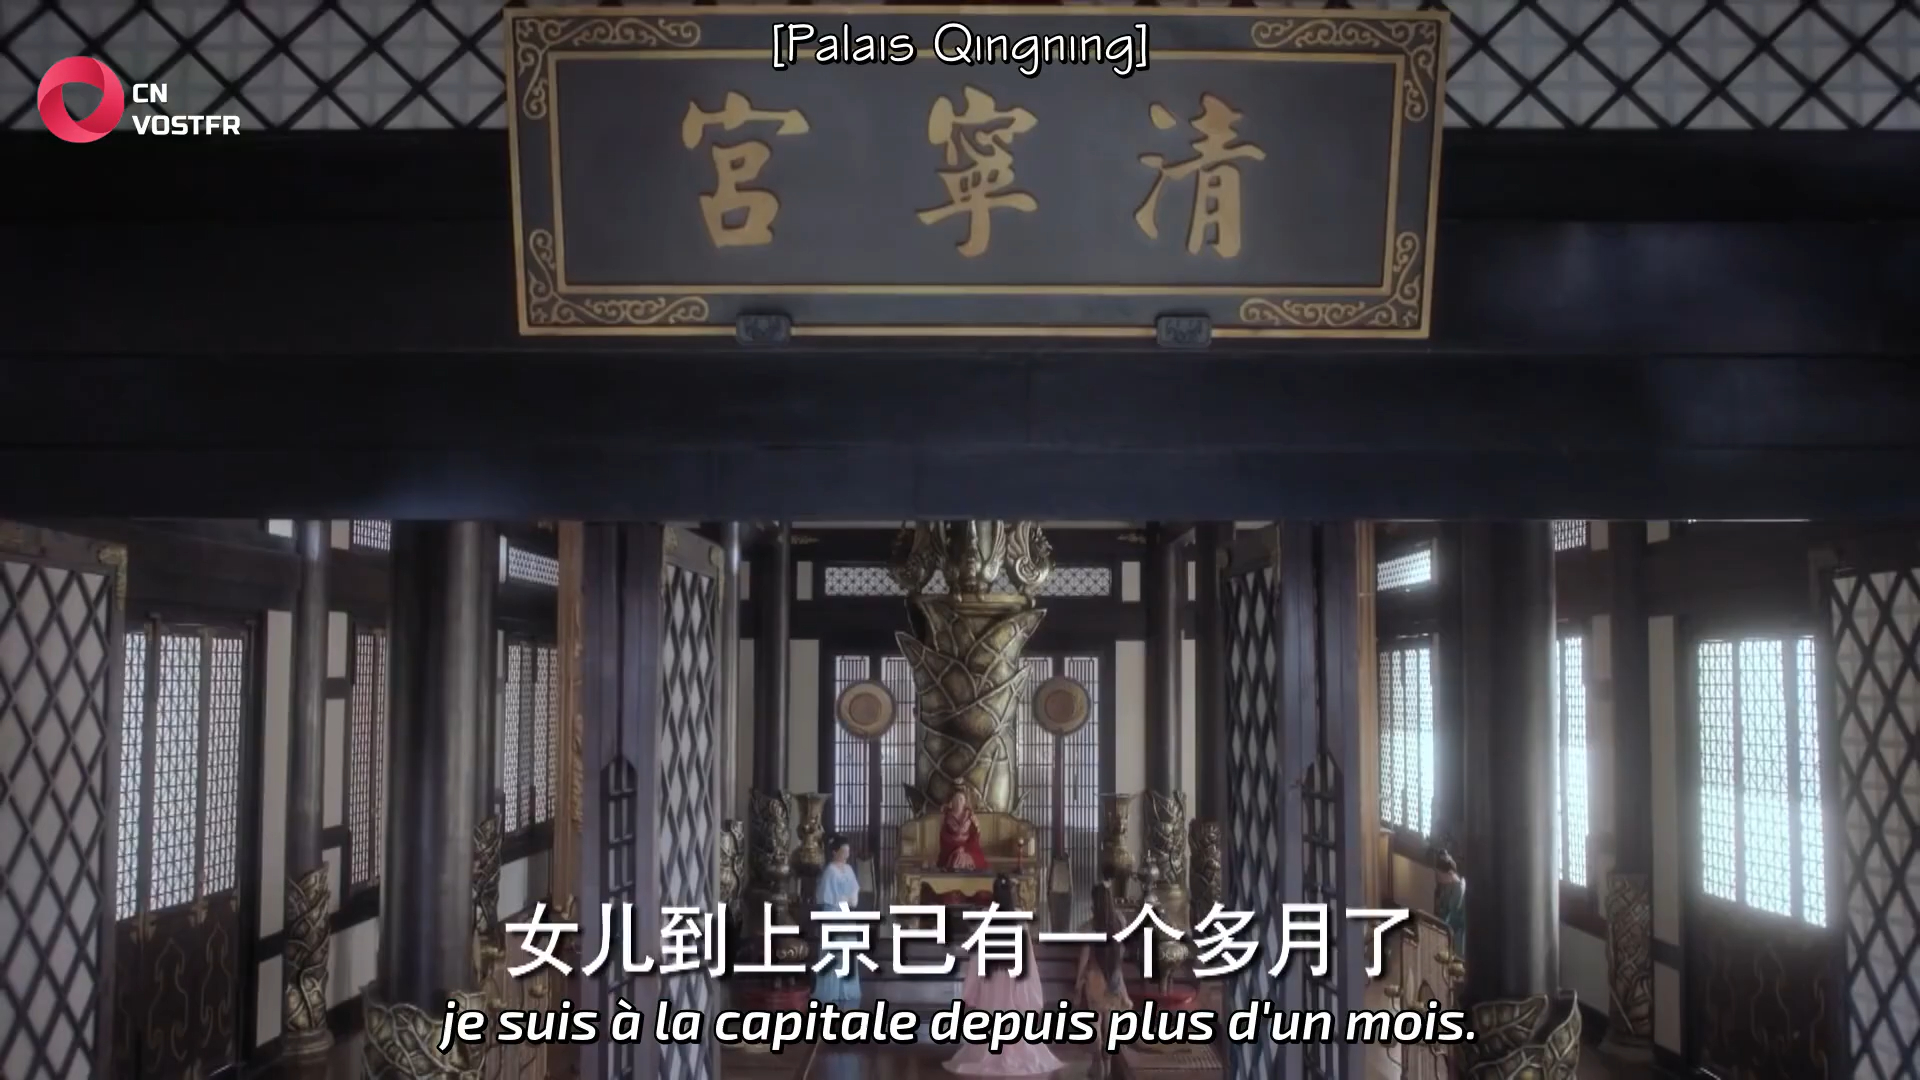 [Palais Qingning]
CN
VOSTFR
宮寧清
女儿到上京已有一个多月了
je suis à la capitale depuis plus d'un mois.